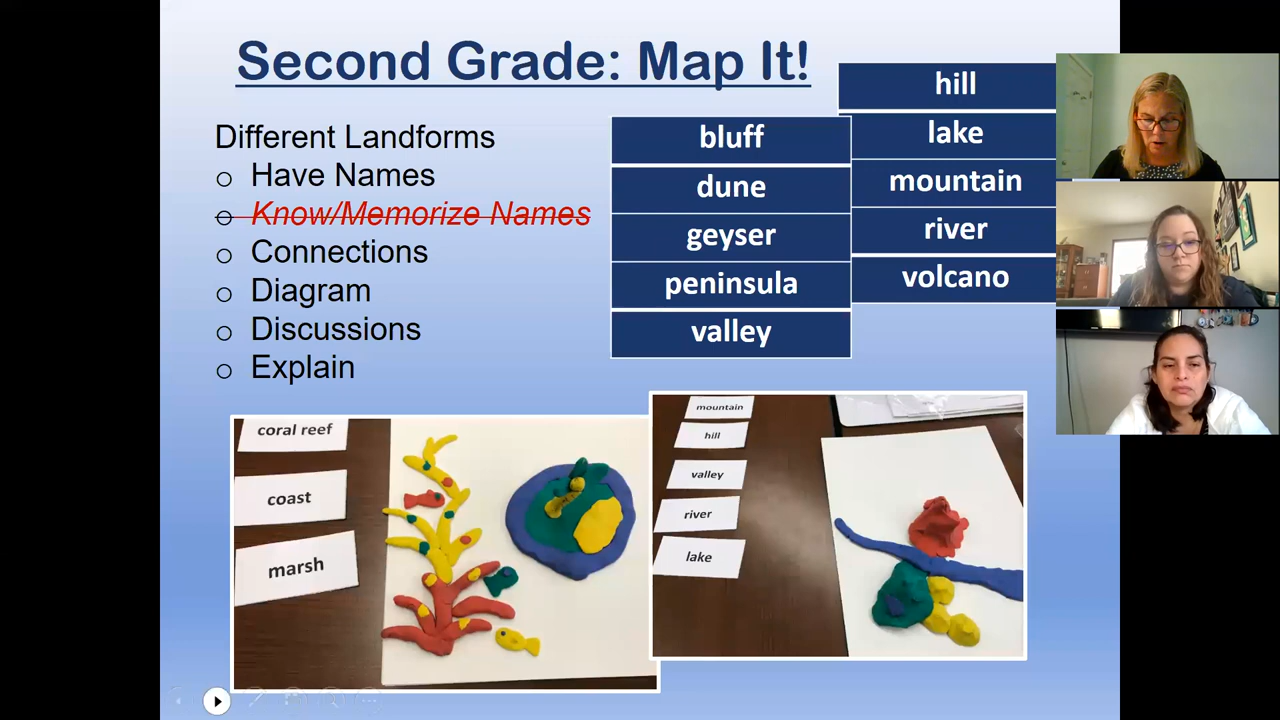 Second Grade: Map It!
Different Landforms
Have Names
Know/Memorize Names
Connections
Diagram
Discussions
Explain
bluff
dune
geyser
peninsula
valley
hill
lake
mountain
river
volcano
coral reef
coast
marsh
mountain
hill
valley
river
lake